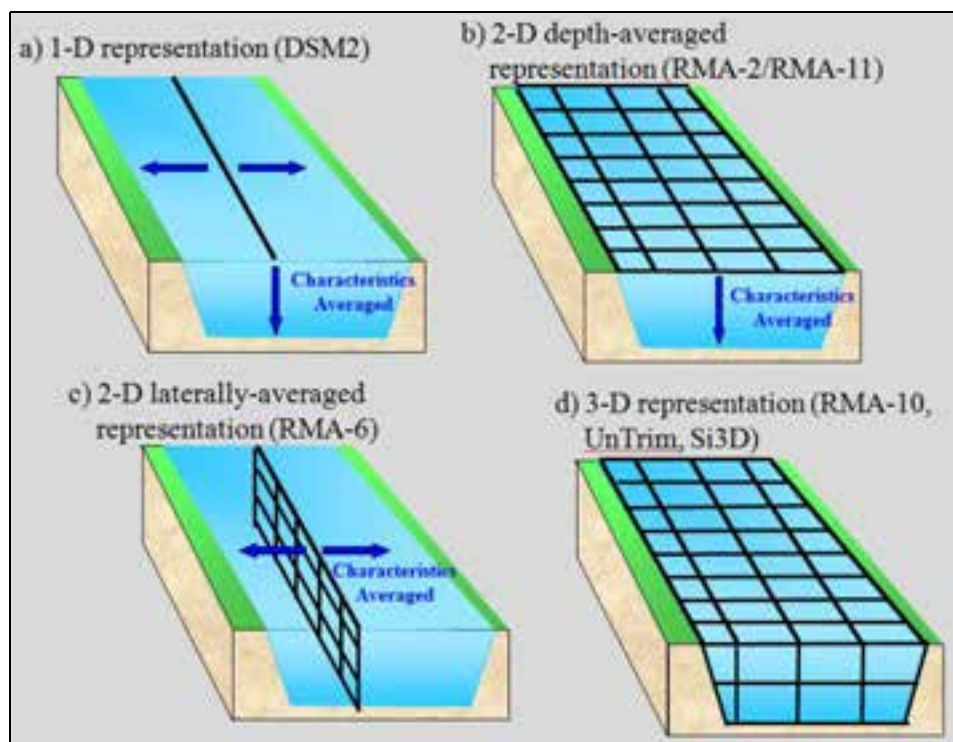 a) 1-D representation (DSM2)
Characteristics
Averaged
b) 2-D depth-averaged
representation (RMA-2/RMA-11)
Characteristics
Averaged
c) 2-D laterally-averaged
representation (RMA-6)
Characteristics
Averaged
d) 3-D representation (RMA-10,
UnTrim, Si3D)